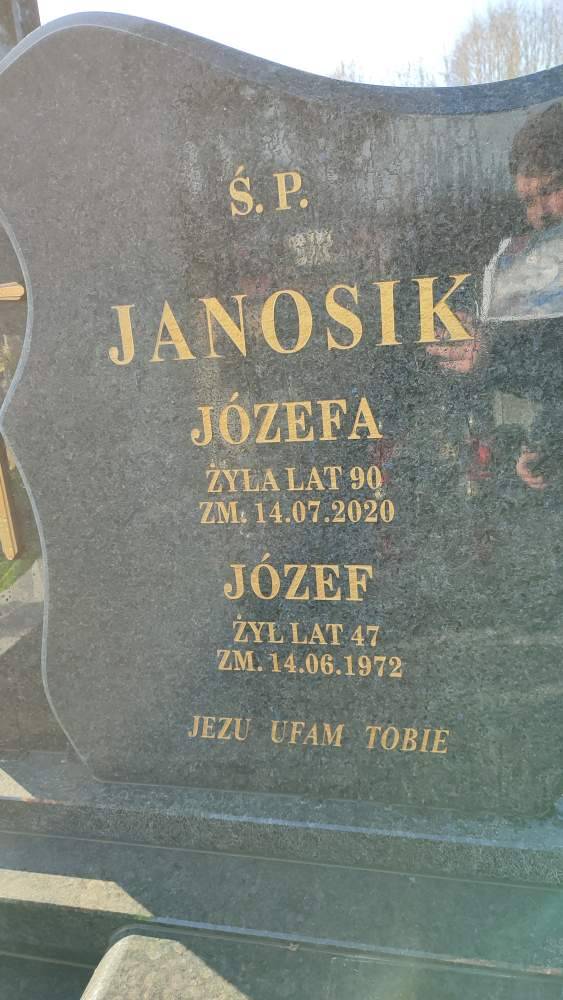 Ś. P.
JANOSIK
JÓZEFA
ŻYŁA LAT 90
ZM. 14.07.2020
JÓZEF
ŻYŁ LAT 47
ZM. 14.06.1972
JEZU UFAM TOBIE